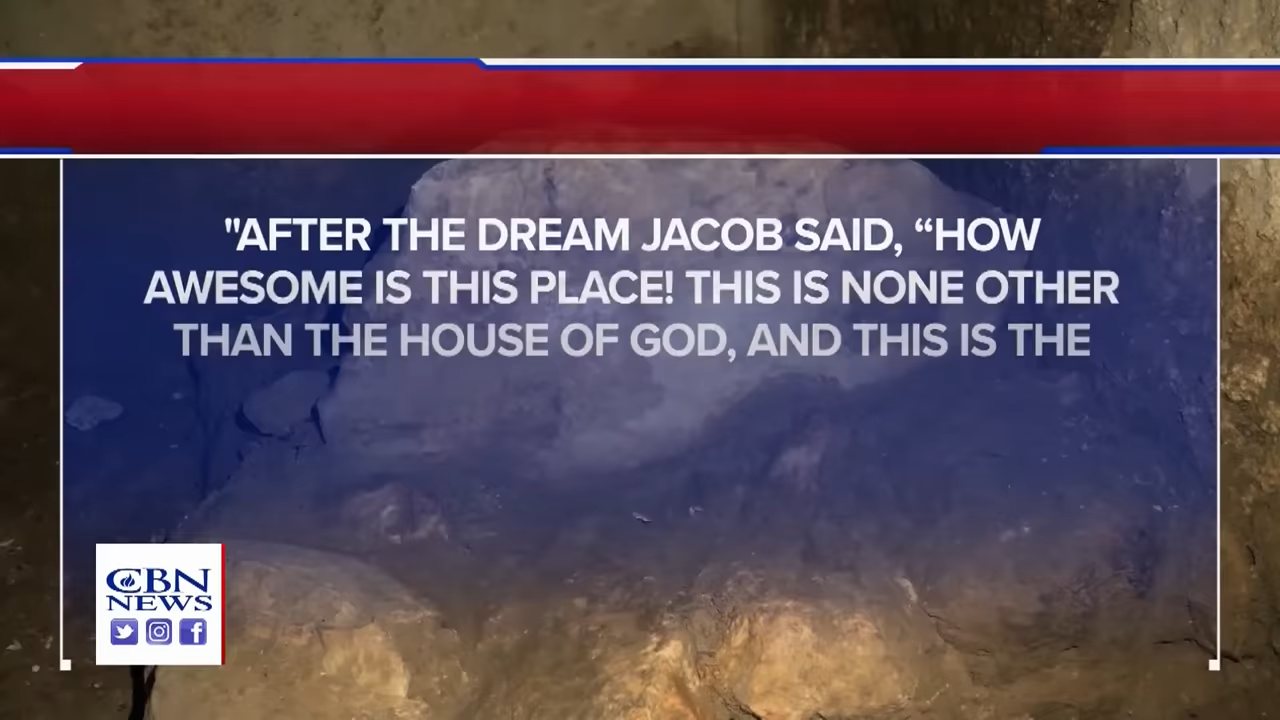 "AFTER THE DREAM JACOB SAID, “HOW
AWESOME IS THIS PLACE! THIS IS NONE OTHER
THAN THE HOUSE OF GOD, AND THIS IS THE
CBN
NEWS